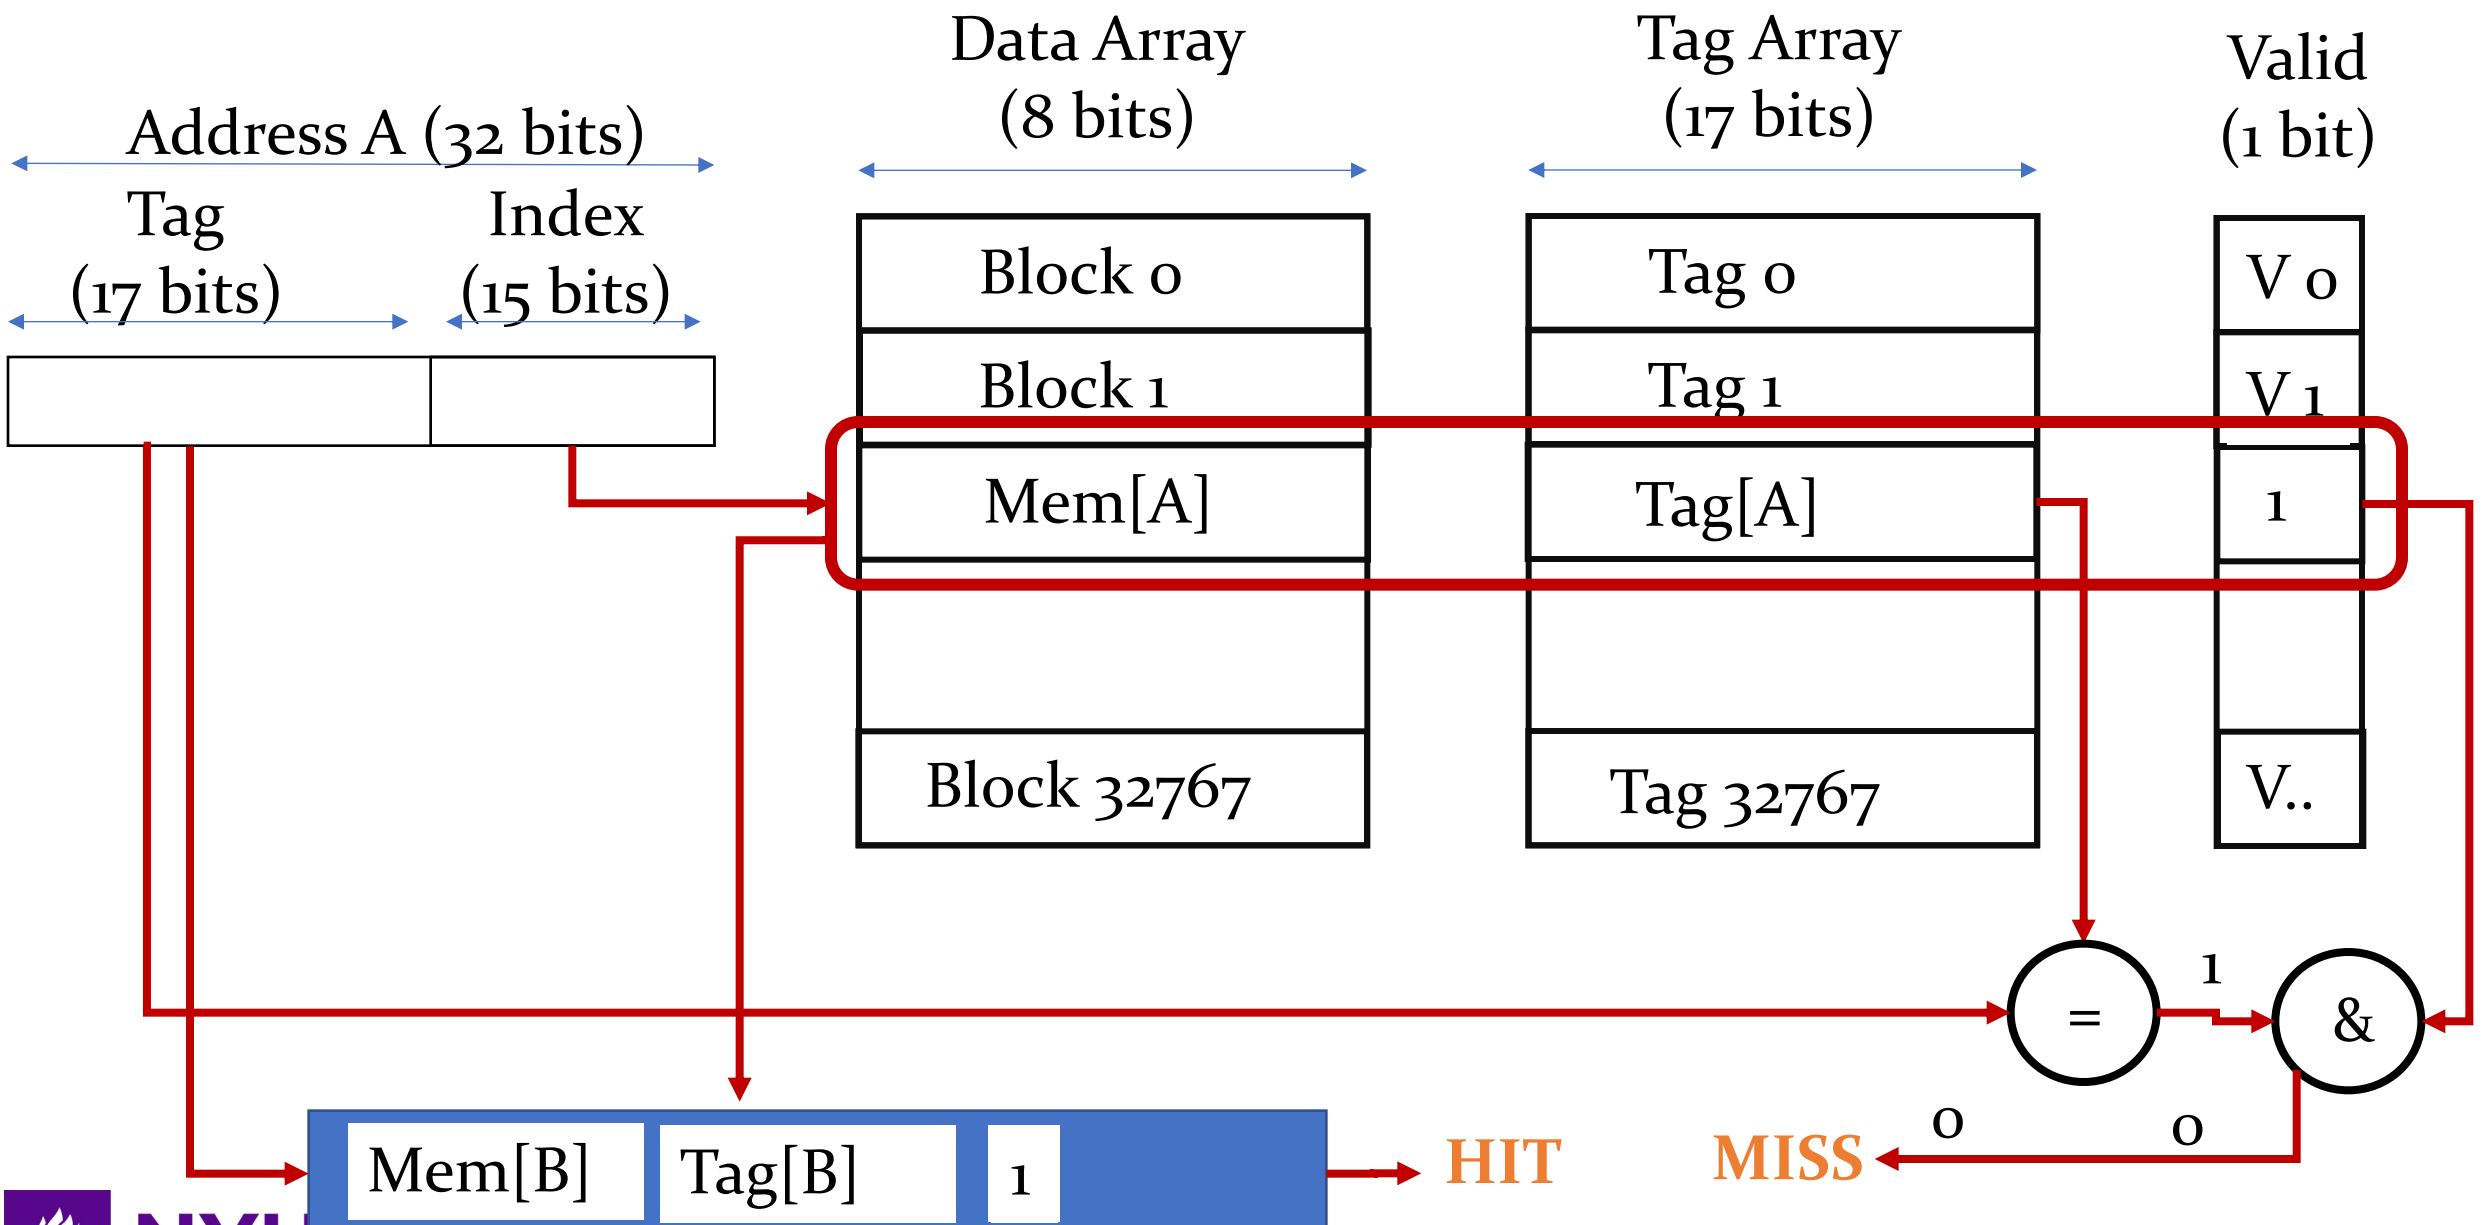 Data Array
(8 bits)
Tag Array
(17 bits)
Valid
(1 bit)
Address A (32 bits)
Tag
(17 bits)
Index
(15 bits)
Block 0
Tag 0
V 0
Block 1
Tag 1
V 1
Mem[A]
Tag[A]
1
Block 32767
Tag 32767
V..
=
1
&
0
0
Mem[B]
Tag[B]
1
HIT
MISS